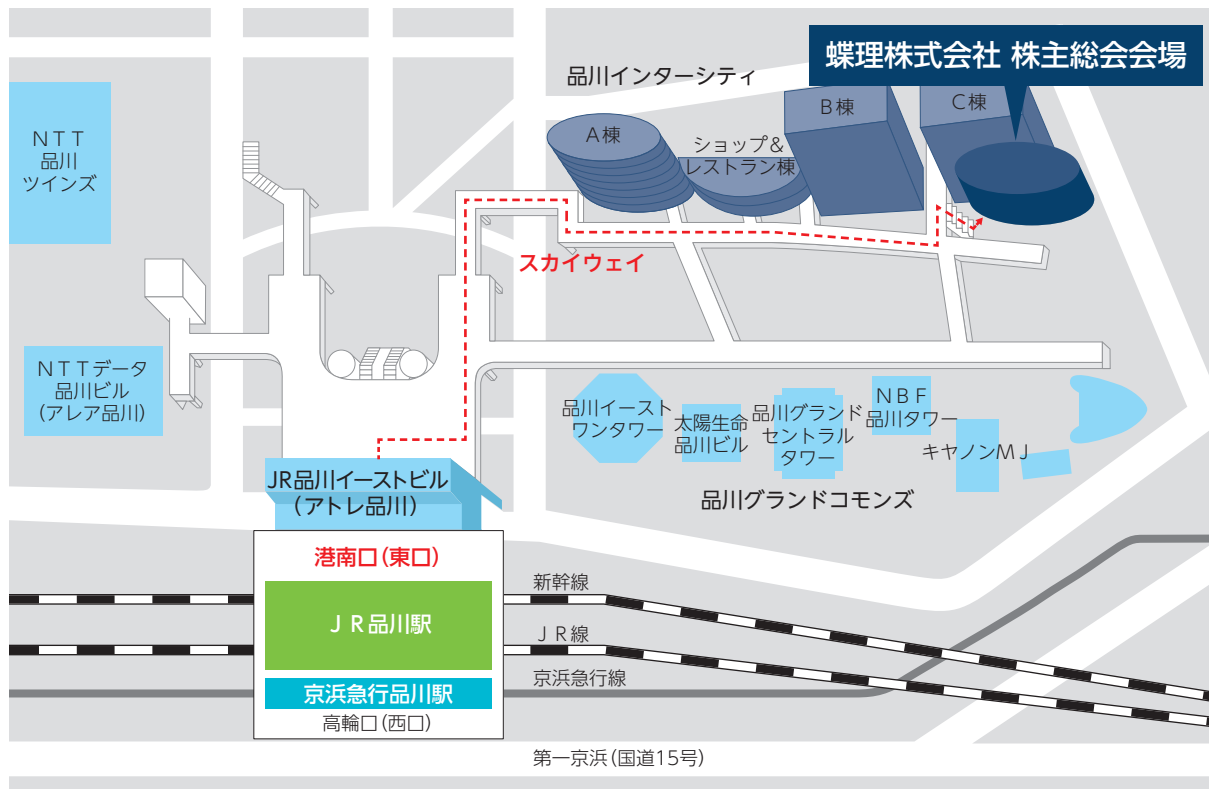 蝶理株式会社 株主総会会場
品川インターシティ
A棟
ショップ&
レストラン棟
B棟
C棟
NTT
品川
ツインズ
スカイウェイ
NTTデータ
品川ビル
(アレア品川)
品川イースト
ワンタワー
太陽生命
品川ビル
品川グランド
セントラル
タワー
NBF
品川タワー
キヤノンMJ
品川グランドコモンズ
JR品川イーストビル
(アトレ品川)
港南口(東口)
JR品川駅
京浜急行品川駅
高輪口(西口)
新幹線
JR線
京浜急行線
第一京浜(国道15号)